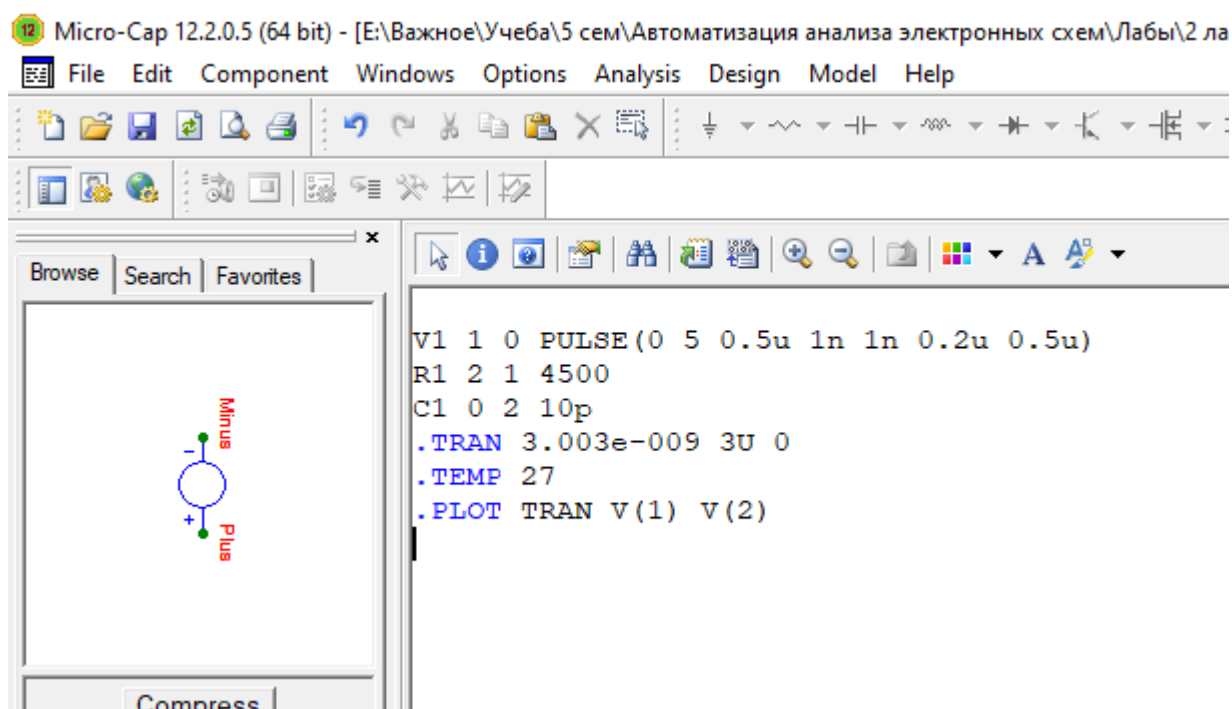 Micro-Cap 12.2.0.5 (64 bit) - [E:\Важное\Учеба\5 сем\Автоматизация анализа электронных схем\Лабы\2 ла
File Edit Component Windows Options Analysis Design Model Help
Browse Search Favorites
V1 1 0 PULSE(0 5 0.5u 1n 1n 0.2u 0.5u)
R1 2 1 4500
C1 0 2 10p
.TRAN 3.003e-009 3U 0
.TEMP 27
.PLOT TRAN V(1) V(2)
Minus
Plus
Compress